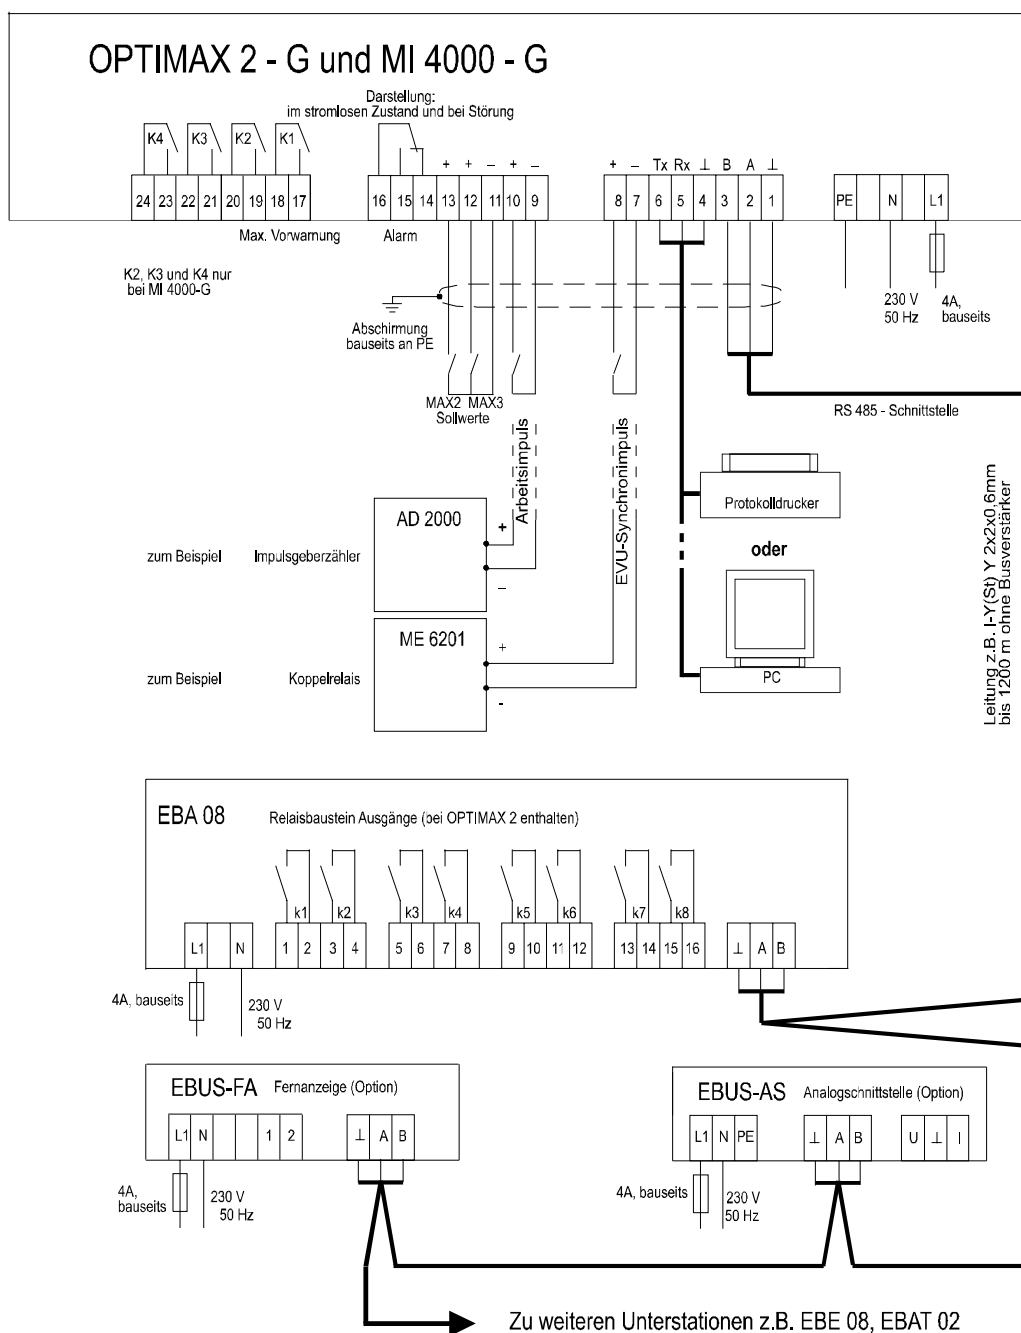 OPTIMAX 2 - G und MI 4000 - G
Darstellung:
im stromlosen Zustand und bei Störung
K4 K3 K2 K1
+ + – + – + – Tx Rx ⊥ B A ⊥
24 23 22 21 20 19 18 17 16 15 14 13 12 11 10 9 8 7 6 5 4 3 2 1 PE N L1
Max. Vorwarnung Alarm
K2, K3 und K4 nur
bei MI 4000-G
Abschirmung
bauseits an PE
230 V
50 Hz
4A,
bauseits
MAX2 MAX3
Sollwerte
RS 485 - Schnittstelle
Arbeitsimpuls
EVU-Synchronimpuls
Leitung z.B. I-Y(St) Y 2x2x0,6mm
bis 1200 m ohne Busverstärker
Protokolldrucker
oder
PC
AD 2000
+
–
zum Beispiel Impulsgeberzähler
ME 6201
+
-
zum Beispiel Koppelrelais
EBA 08 Relaisbaustein Ausgänge (bei OPTIMAX 2 enthalten)
k1 k2 k3 k4 k5 k6 k7 k8
L1 N 1 2 3 4 5 6 7 8 9 10 11 12 13 14 15 16 ⊥ A B
4A, bauseits
230 V
50 Hz
EBUS-FA Fernanzeige (Option)
L1 N 1 2 ⊥ A B
4A,
bauseits
230 V
50 Hz
EBUS-AS Analogschnittstelle (Option)
L1 N PE ⊥ A B U ⊥ I
4A, bauseits
230 V
50 Hz
Zu weiteren Unterstationen z.B. EBE 08, EBAT 02